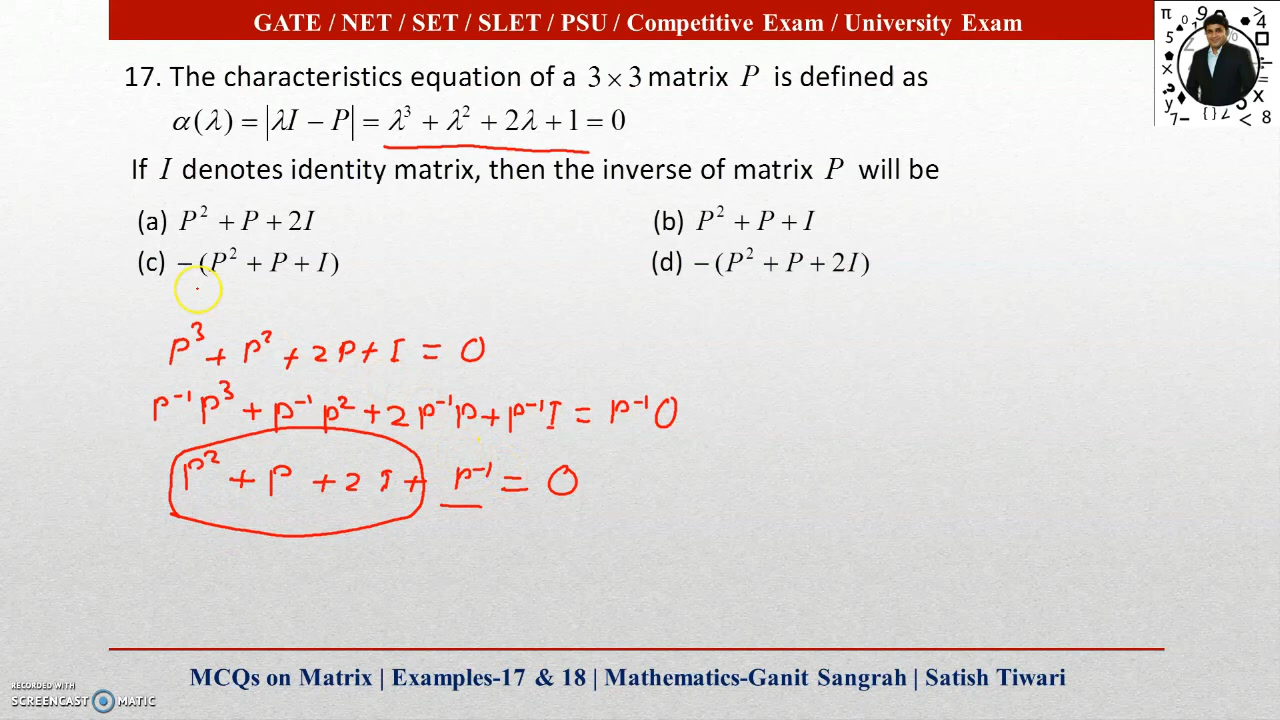 GATE / NET / SET / SLET / PSU / Competitive Exam / University Exam
17. The characteristics equation of a 3 × 3 matrix P is defined as
α(λ) = |λI − P| = λ³ + λ² + 2λ + 1 = 0
If I denotes identity matrix, then the inverse of matrix P will be
(a) P² + P + 2I (b) P² + P + I
(c) −(P² + P + I) (d) −(P² + P + 2I)
P³ + P² + 2P + I = 0
P⁻¹P³ + P⁻¹P² + 2P⁻¹P + P⁻¹I = P⁻¹0
P² + P + 2I + P⁻¹ = 0
MCQs on Matrix | Examples-17 & 18 | Mathematics-Ganit Sangrah | Satish Tiwari
RECORDED WITH
SCREENCAST MATIC